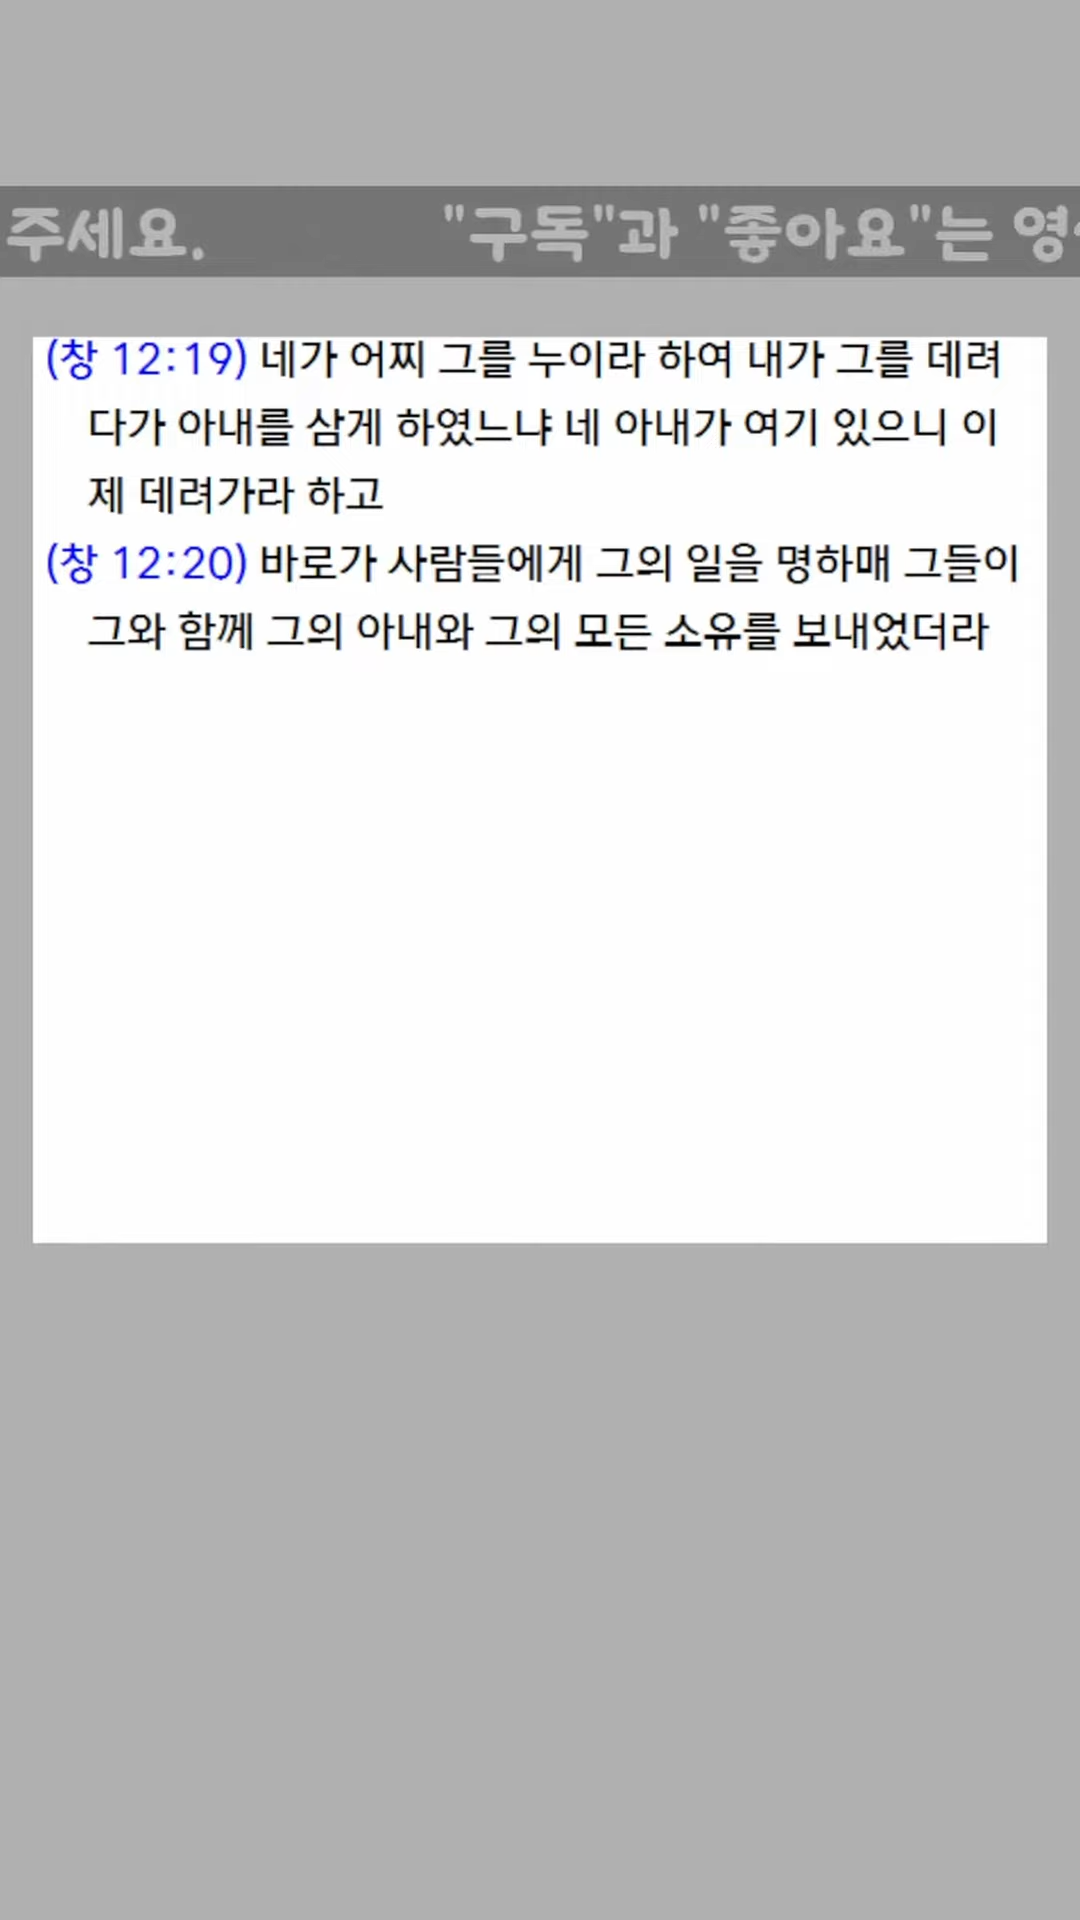 주세요. "구독"과 "좋아요"는
(창 12:19) 네가 어찌 그를 누이라 하여 내가 그를 데려
다가 아내를 삼게 하였느냐 네 아내가 여기 있으니 이
제 데려가라 하고
(창 12:20) 바로가 사람들에게 그의 일을 명하매 그들이
그와 함께 그의 아내와 그의 모든 소유를 보내었더라